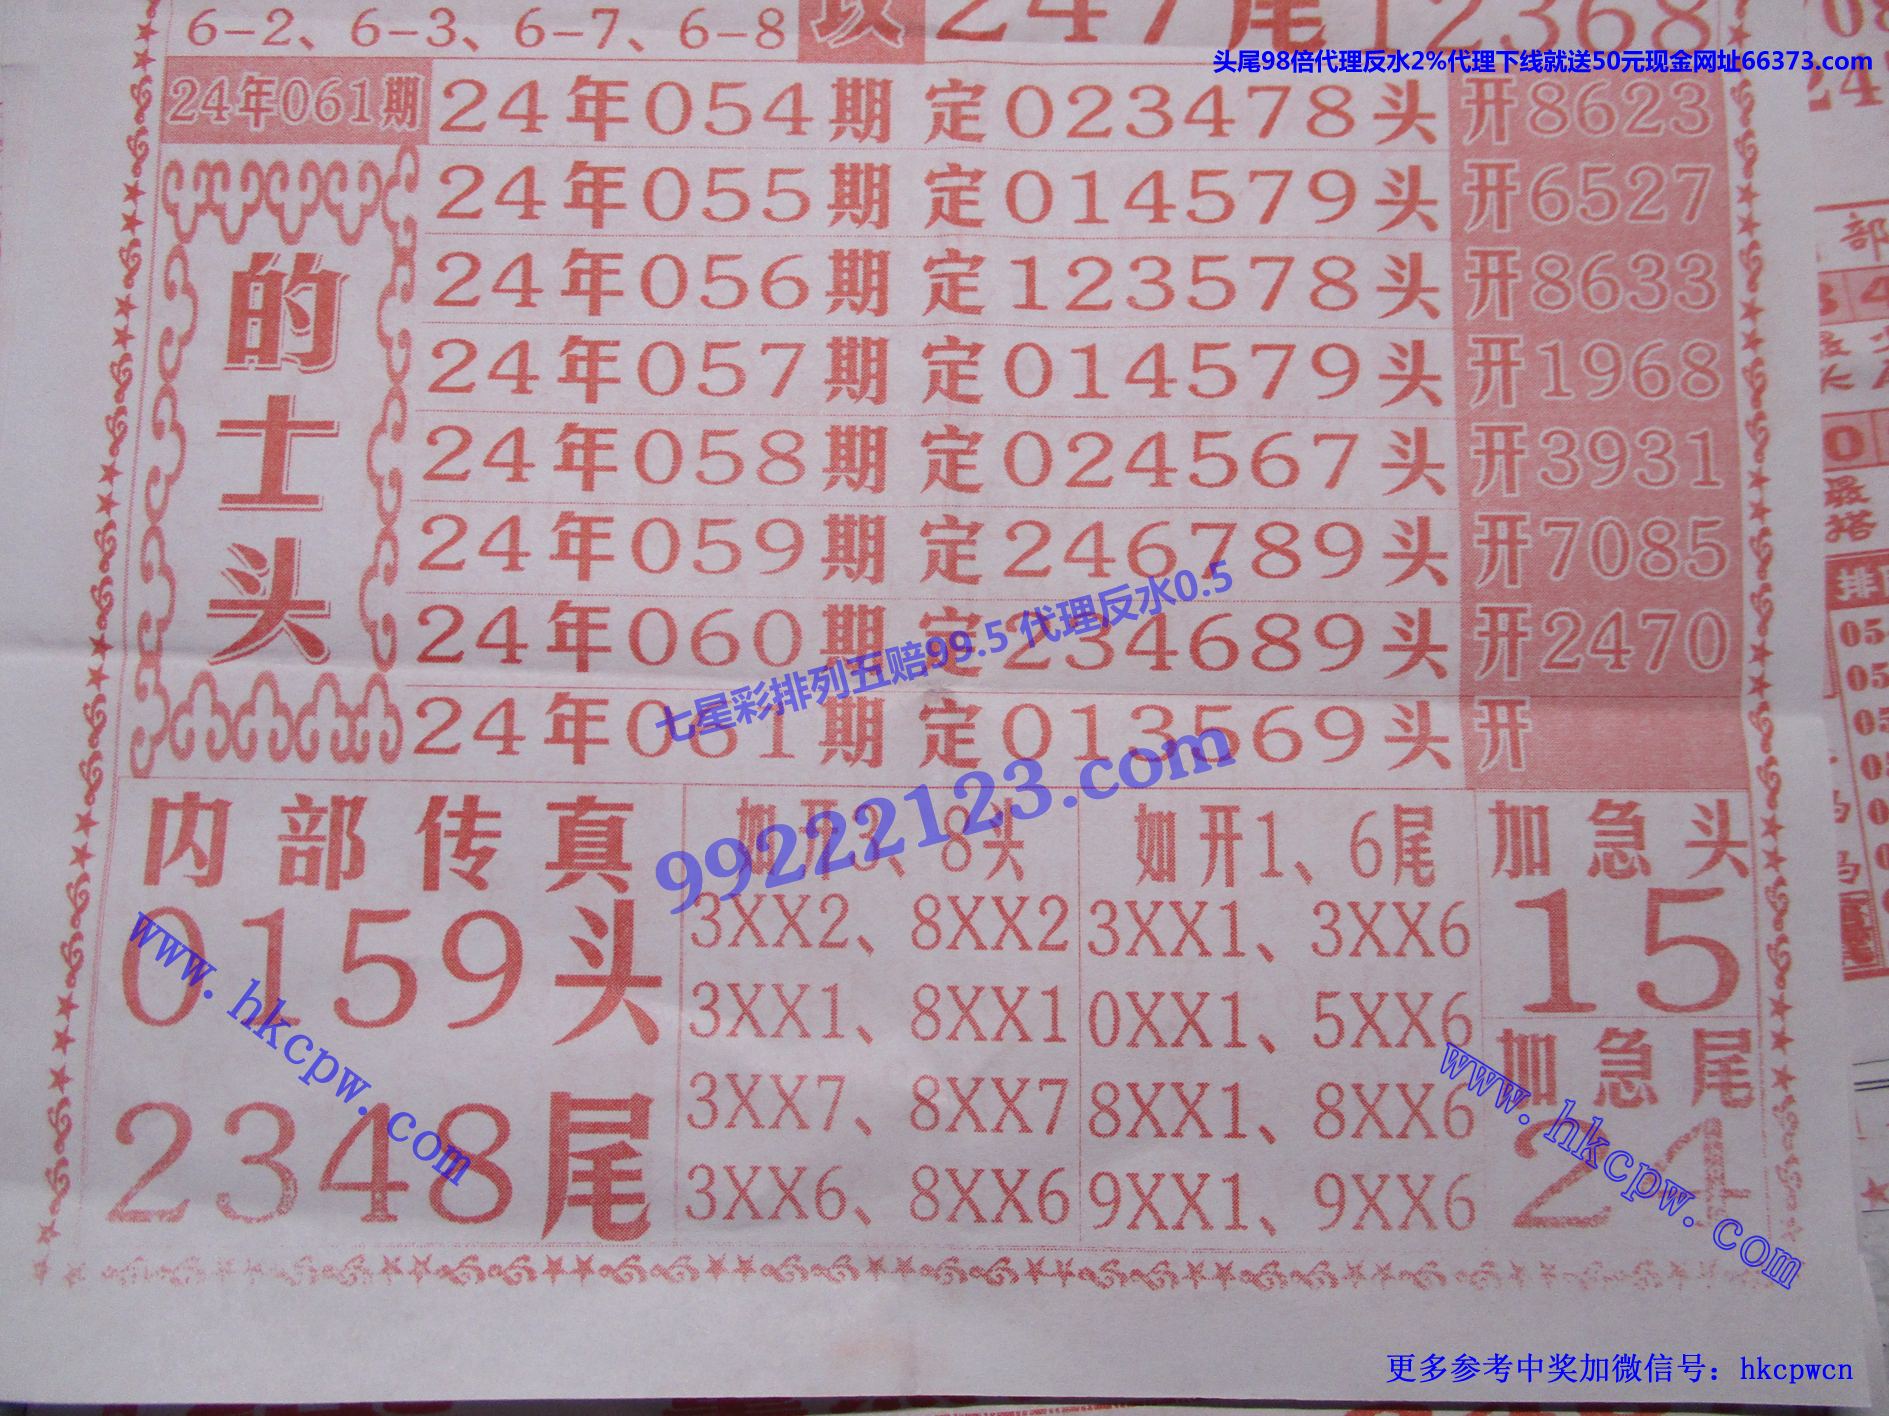 6-2、6-3、6-7、6-8 攻 247尾12368
头尾98倍代理反水2%代理下线就送50元现金网址66373.com
24年061期
的士头
24年054期 定023478头 开8623
24年055期 定014579头 开6527
24年056期 定123578头 开8633
24年057期 定014579头 开1968
24年058期 定024567头 开3931
24年059期 定246789头 开7085
24年060期 定234689头 开2470
24年061期 定013569头 开
七星彩排列五赔99.5 代理反水0.5
99222123.com
内部传真
0159头
2348尾
如开3、8头
3XX2、8XX2
3XX1、8XX1
3XX7、8XX7
3XX6、8XX6
如开1、6尾
3XX1、3XX6
0XX1、5XX6
8XX1、8XX6
9XX1、9XX6
加急头
15
加急尾
24
www.hkcpw.com
www.hkcpw.com
更多参考中奖加微信号：hkcpwcn